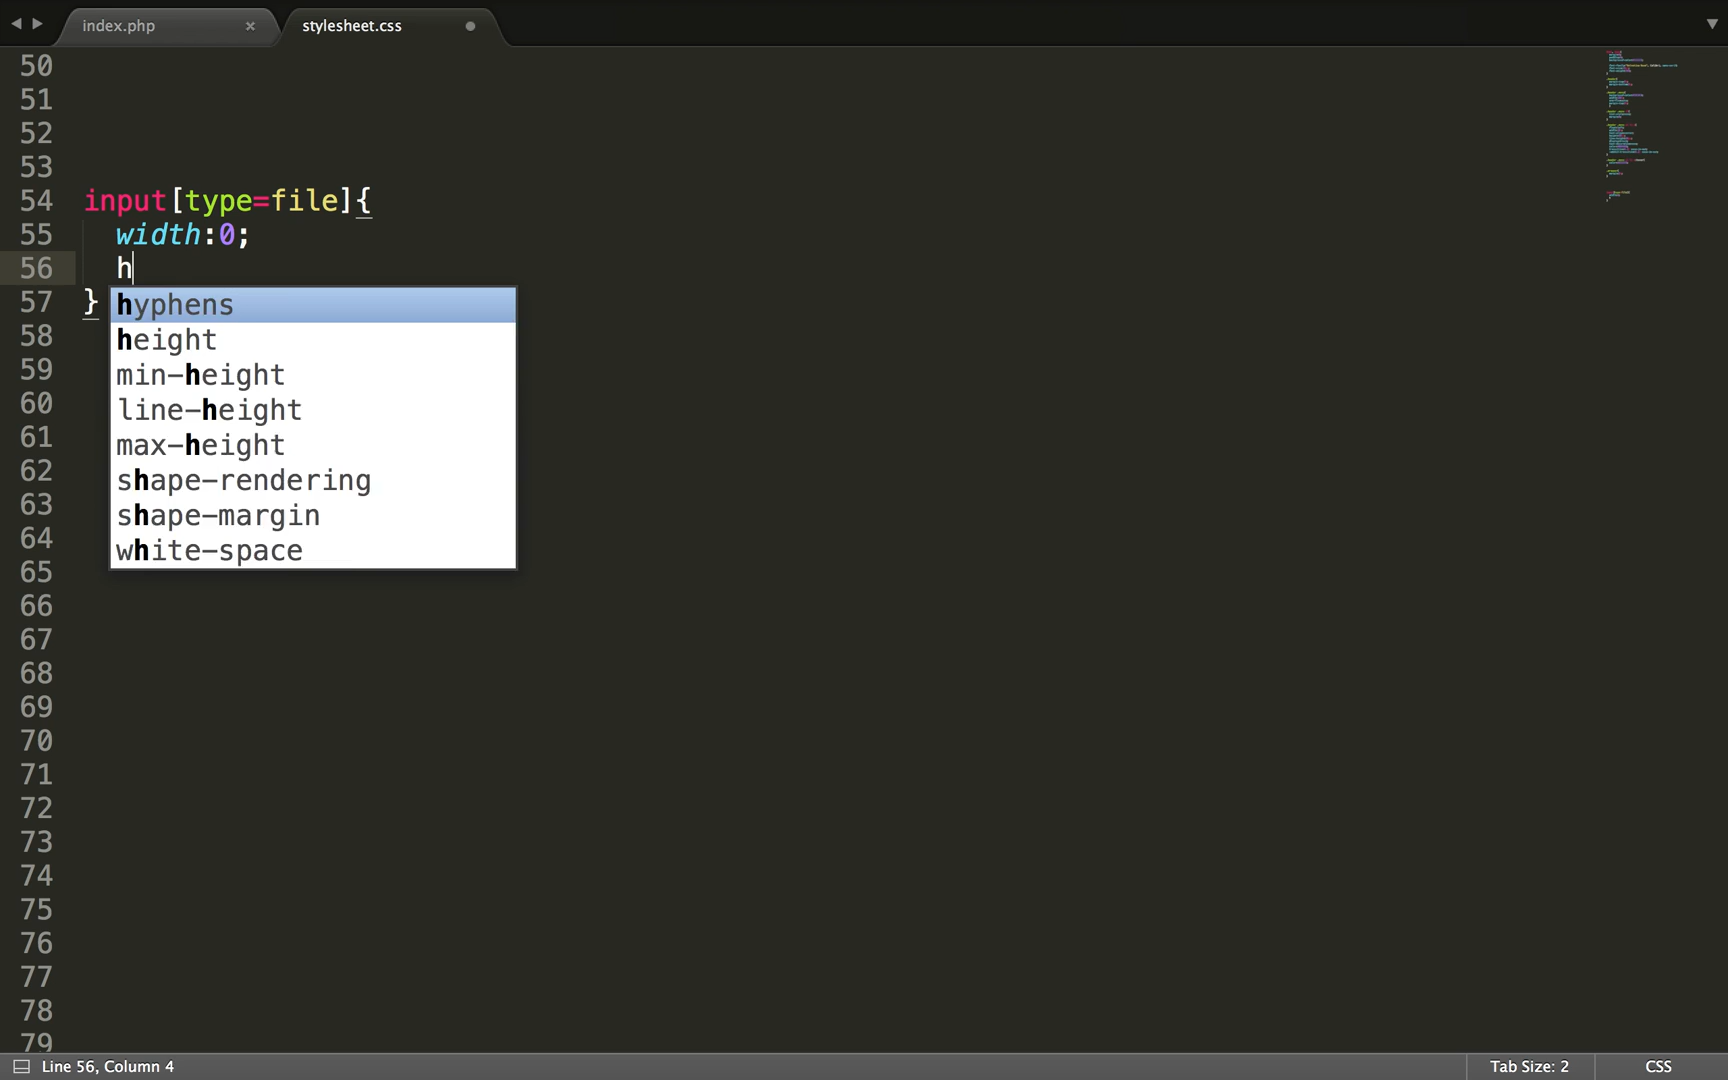 index.php × stylesheet.css
50
51
52
53
54 input[type=file]{
55 width:0;
56 h
57 }
hyphens
58 height
59 min-height
60 line-height
61 max-height
62 shape-rendering
63 shape-margin
64 white-space
65
66
67
68
69
70
71
72
73
74
75
76
77
78
79
Line 56, Column 4 Tab Size: 2 CSS